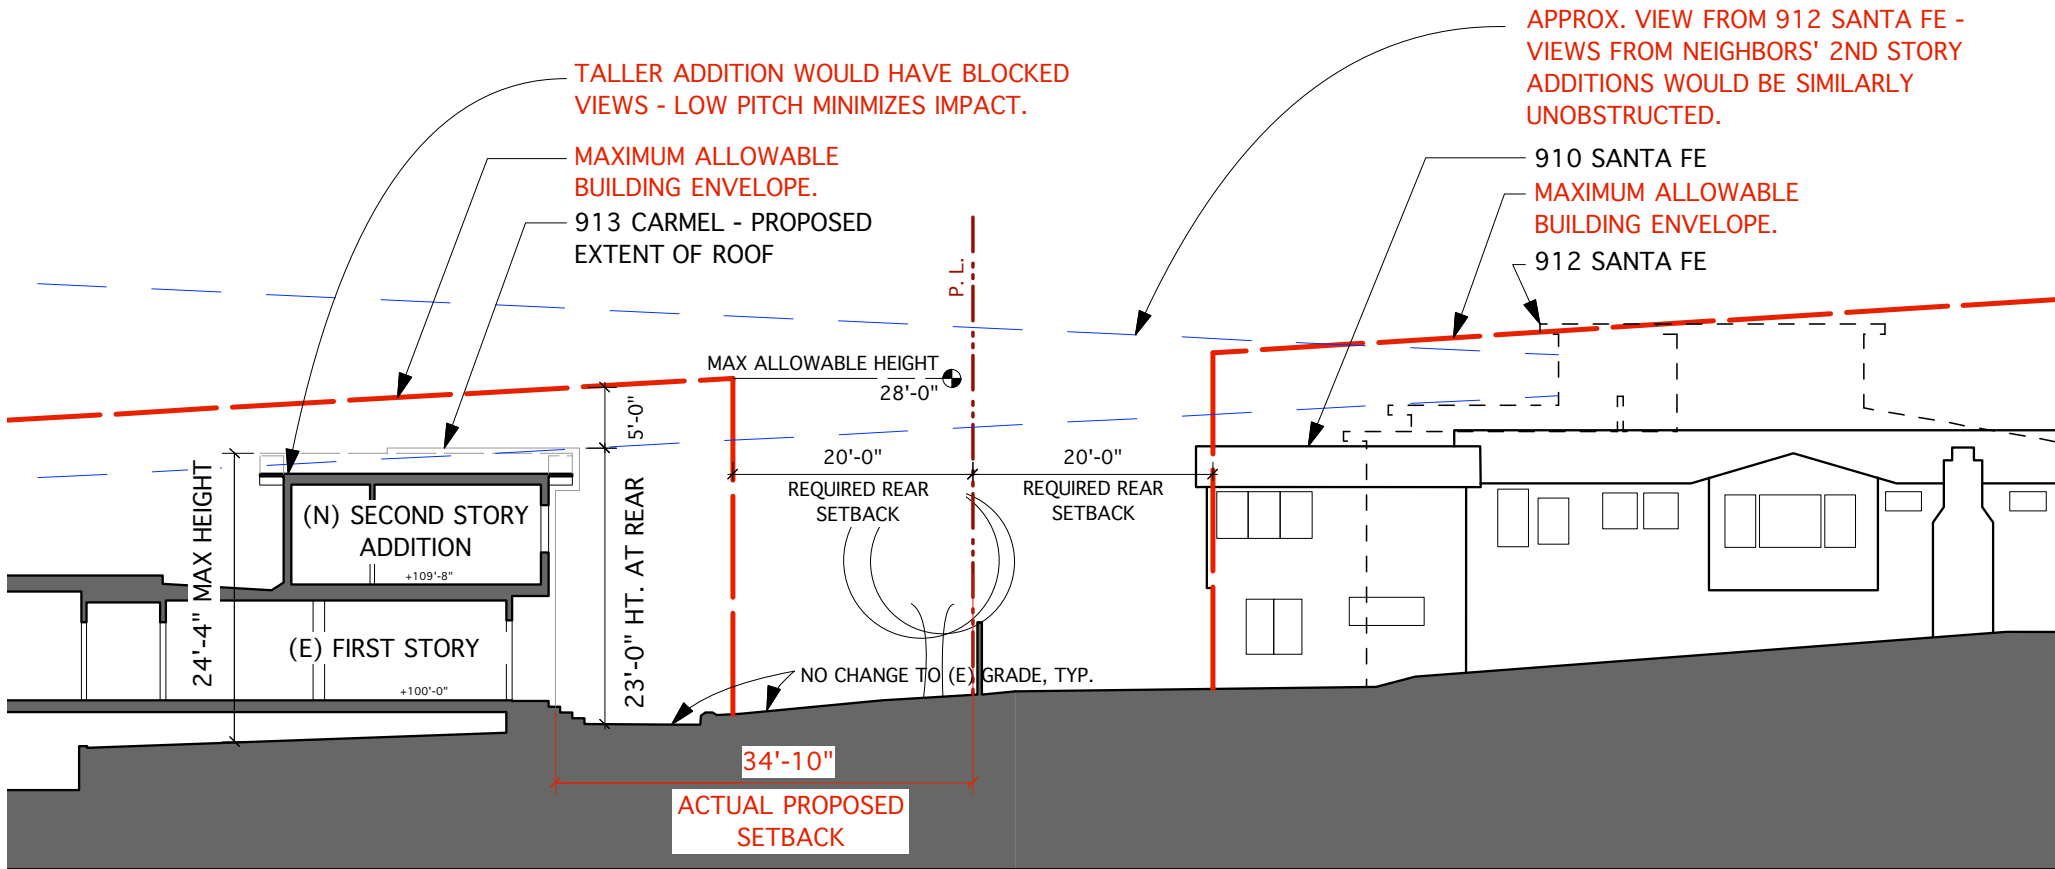 TALLER ADDITION WOULD HAVE BLOCKED
VIEWS - LOW PITCH MINIMIZES IMPACT.
MAXIMUM ALLOWABLE
BUILDING ENVELOPE.
913 CARMEL - PROPOSED
EXTENT OF ROOF
APPROX. VIEW FROM 912 SANTA FE -
VIEWS FROM NEIGHBORS' 2ND STORY
ADDITIONS WOULD BE SIMILARLY
UNOBSTRUCTED.
910 SANTA FE
MAXIMUM ALLOWABLE
BUILDING ENVELOPE.
912 SANTA FE
P. L.
MAX ALLOWABLE HEIGHT
28'-0"
5'-0"
20'-0"
REQUIRED REAR
SETBACK
20'-0"
REQUIRED REAR
SETBACK
24'-4" MAX HEIGHT
(N) SECOND STORY
ADDITION
+109'-8"
23'-0" HT. AT REAR
(E) FIRST STORY
+100'-0"
NO CHANGE TO (E) GRADE, TYP.
34'-10"
ACTUAL PROPOSED
SETBACK